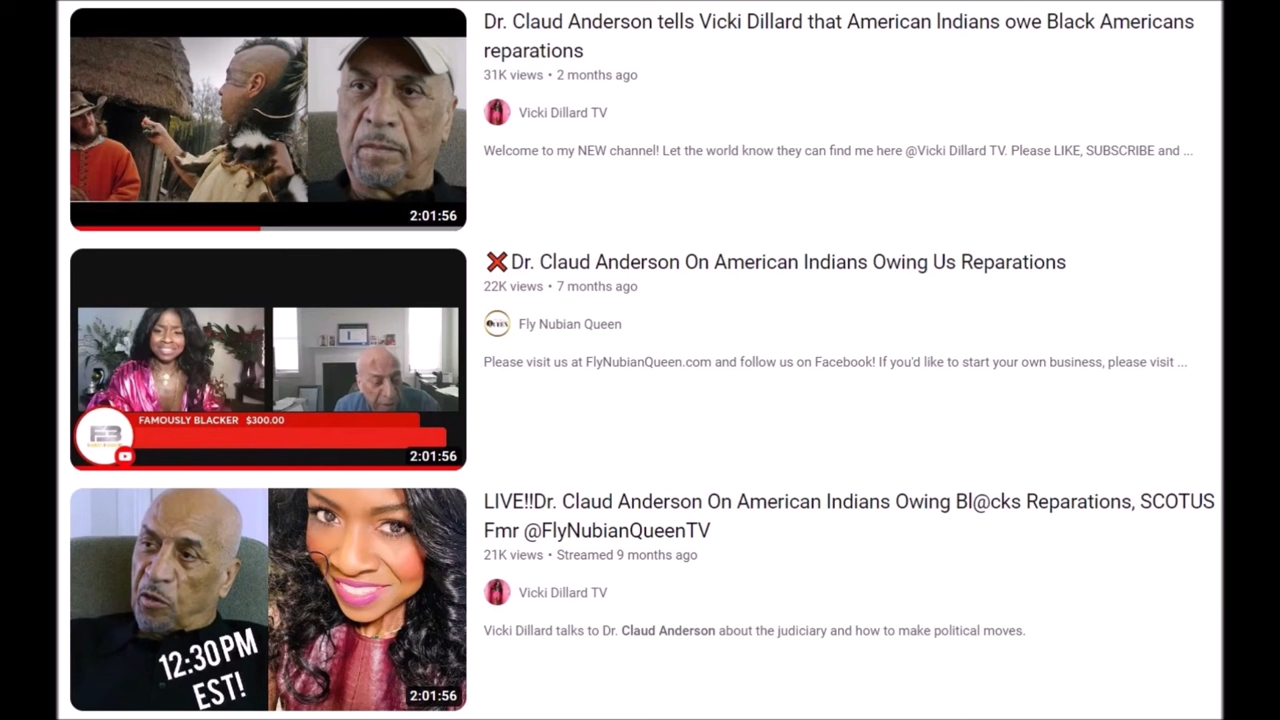 Dr. Claud Anderson tells Vicki Dillard that American Indians owe Black Americans
reparations
31K views • 2 months ago
Vicki Dillard TV
Welcome to my NEW channel! Let the world know they can find me here @Vicki Dillard TV. Please LIKE, SUBSCRIBE and ...
2:01:56
❌Dr. Claud Anderson On American Indians Owing Us Reparations
22K views • 7 months ago
Fly Nubian Queen
Please visit us at FlyNubianQueen.com and follow us on Facebook! If you'd like to start your own business, please visit ...
FAMOUSLY BLACKER $300.00
2:01:56
LIVE!!Dr. Claud Anderson On American Indians Owing Bl@cks Reparations, SCOTUS
Fmr @FlyNubianQueenTV
21K views • Streamed 9 months ago
Vicki Dillard TV
Vicki Dillard talks to Dr. Claud Anderson about the judiciary and how to make political moves.
12:30 PM
EST!
2:01:56